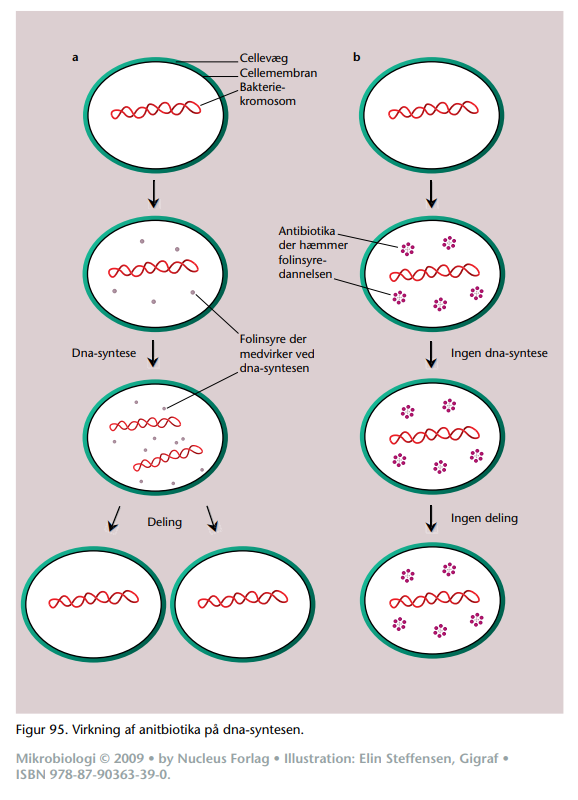 a
Cellevæg
Cellemembran
Bakterie-
kromosom
b
Antibiotika
der hæmmer
folinsyre-
dannelsen
Folinsyre der
medvirker ved
dna-syntesen
Dna-syntese
Ingen dna-syntese
Deling
Ingen deling
Figur 95. Virkning af anitbiotika på dna-syntesen.
Mikrobiologi © 2009 • by Nucleus Forlag • Illustration: Elin Steffensen, Gigraf •
ISBN 978-87-90363-39-0.